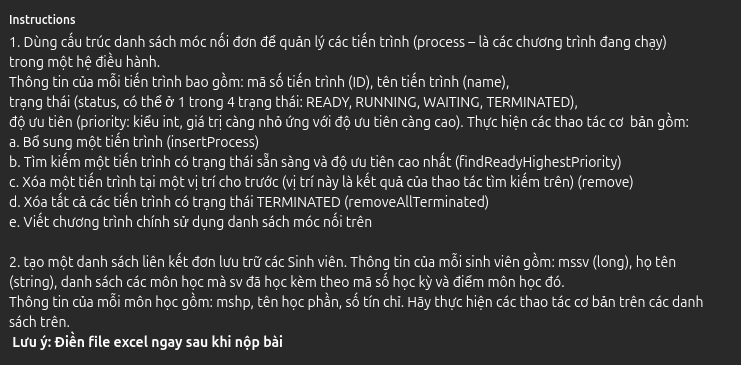 Instructions
1. Dùng cấu trúc danh sách móc nối đơn để quản lý các tiến trình (process – là các chương trình đang chạy)
trong một hệ điều hành.
Thông tin của mỗi tiến trình bao gồm: mã số tiến trình (ID), tên tiến trình (name),
trạng thái (status, có thể ở 1 trong 4 trạng thái: READY, RUNNING, WAITING, TERMINATED),
độ ưu tiên (priority: kiểu int, giá trị càng nhỏ ứng với độ ưu tiên càng cao). Thực hiện các thao tác cơ bản gồm:
a. Bổ sung một tiến trình (insertProcess)
b. Tìm kiếm một tiến trình có trạng thái sẵn sàng và độ ưu tiên cao nhất (findReadyHighestPriority)
c. Xóa một tiến trình tại một vị trí cho trước (vị trí này là kết quả của thao tác tìm kiếm trên) (remove)
d. Xóa tất cả các tiến trình có trạng thái TERMINATED (removeAllTerminated)
e. Viết chương trình chính sử dụng danh sách móc nối trên
2. tạo một danh sách liên kết đơn lưu trữ các Sinh viên. Thông tin của mỗi sinh viên gồm: mssv (long), họ tên
(string), danh sách các môn học mà sv đã học kèm theo mã số học kỳ và điểm môn học đó.
Thông tin của mỗi môn học gồm: mshp, tên học phần, số tín chỉ. Hãy thực hiện các thao tác cơ bản trên các danh
sách trên.
Lưu ý: Điền file excel ngay sau khi nộp bài